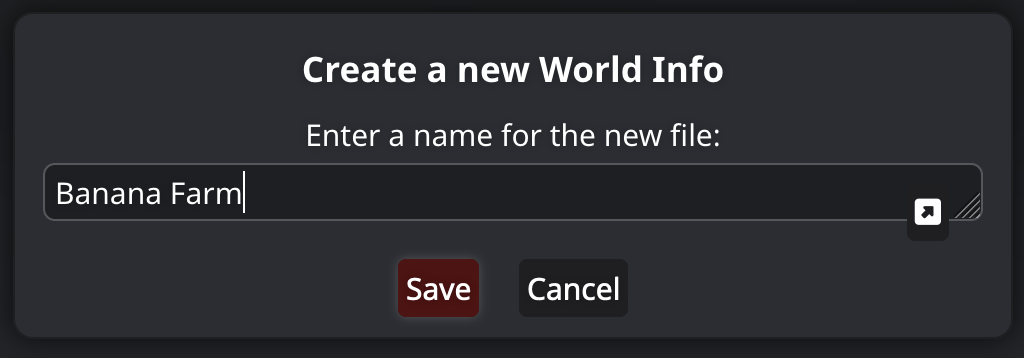 Create a new World Info
Enter a name for the new file:
Banana Farm
Save
Cancel